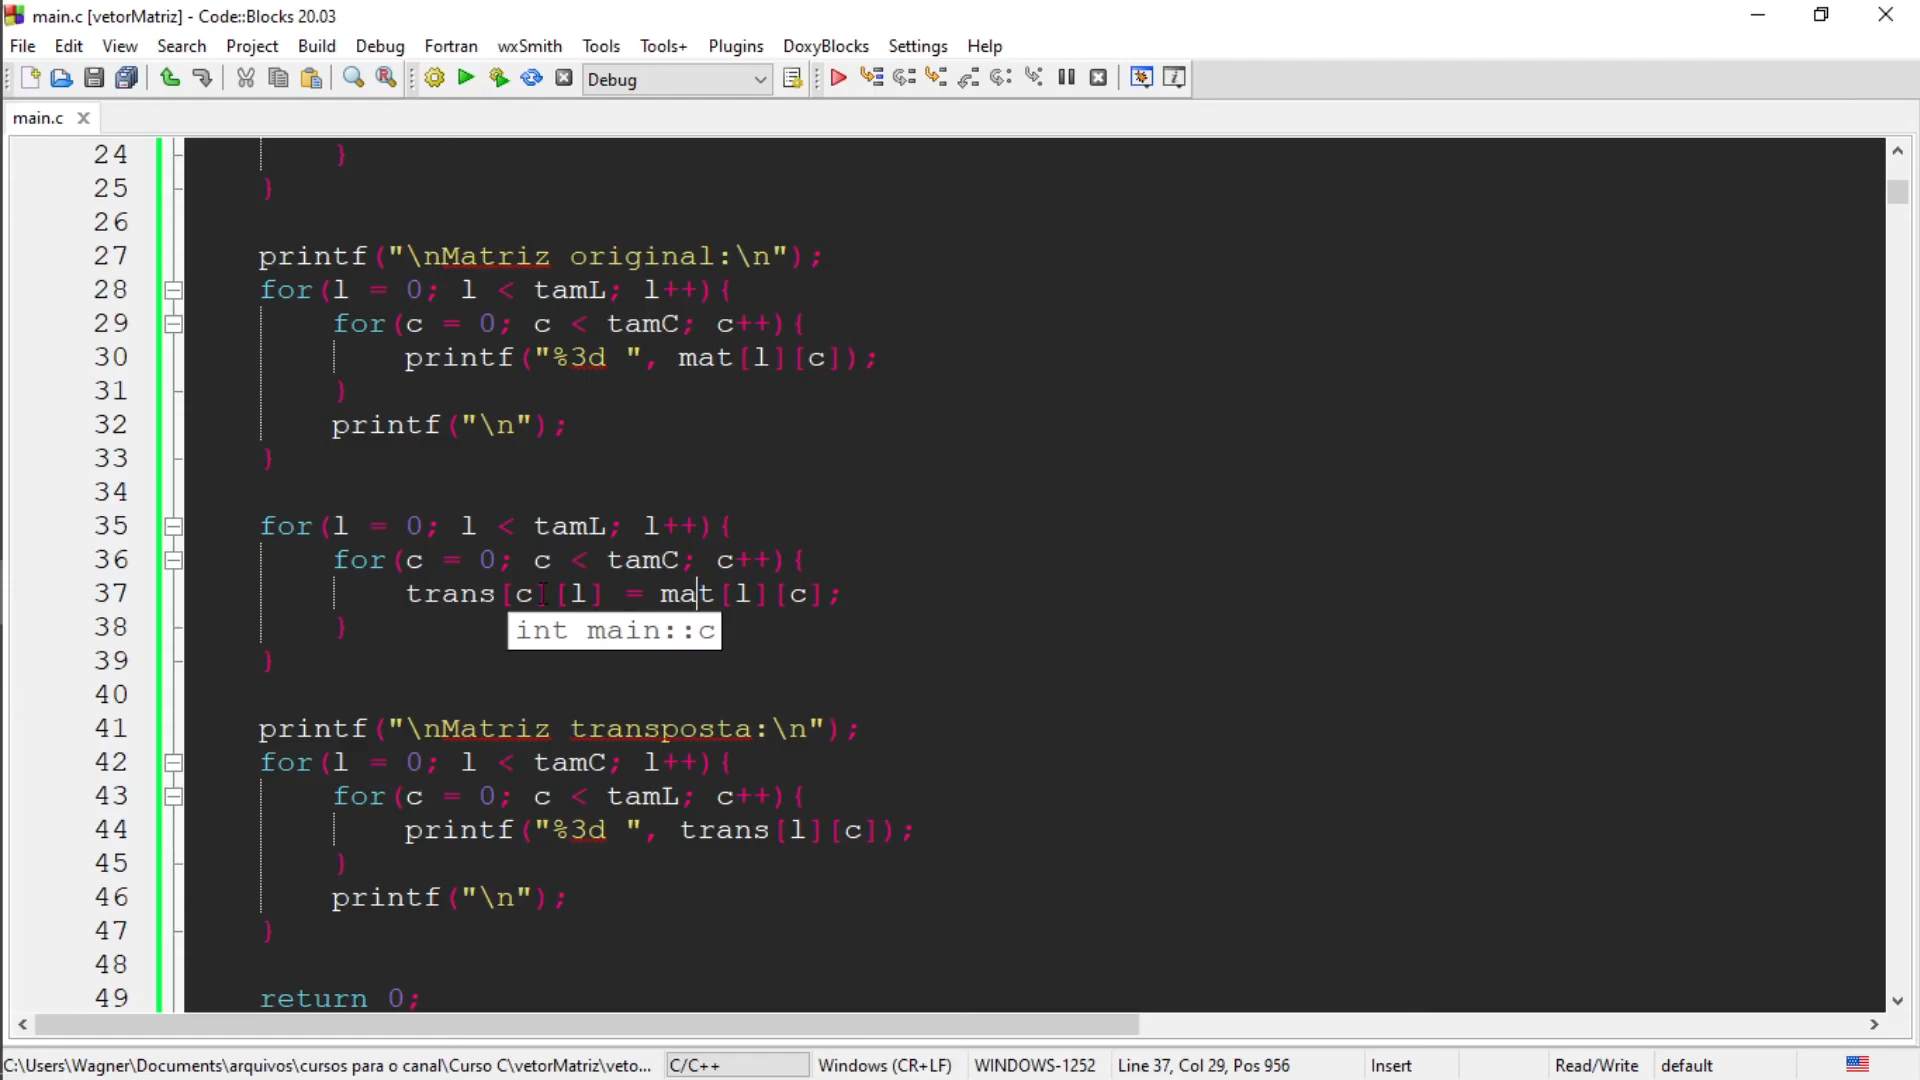 main.c [vetorMatriz] - Code::Blocks 20.03
File Edit View Search Project Build Debug Fortran wxSmith Tools Tools+ Plugins DoxyBlocks Settings Help
Debug
main.c
24 }
25 }
26
27 printf("\nMatriz original:\n");
28 for(l = 0; l < tamL; l++){
29 for(c = 0; c < tamC; c++){
30 printf("%3d ", mat[l][c]);
31 }
32 printf("\n");
33 }
34
35 for(l = 0; l < tamL; l++){
36 for(c = 0; c < tamC; c++){
37 trans[c][l] = mat[l][c];
38 }
int main::c
39 }
40
41 printf("\nMatriz transposta:\n");
42 for(l = 0; l < tamC; l++){
43 for(c = 0; c < tamL; c++){
44 printf("%3d ", trans[l][c]);
45 }
46 printf("\n");
47 }
48
49 return 0;
C:\Users\Wagner\Documents\arquivos\cursos para o canal\Curso C\vetorMatriz\veto... C/C++ Windows (CR+LF) WINDOWS-1252 Line 37, Col 29, Pos 956 Insert Read/Write default